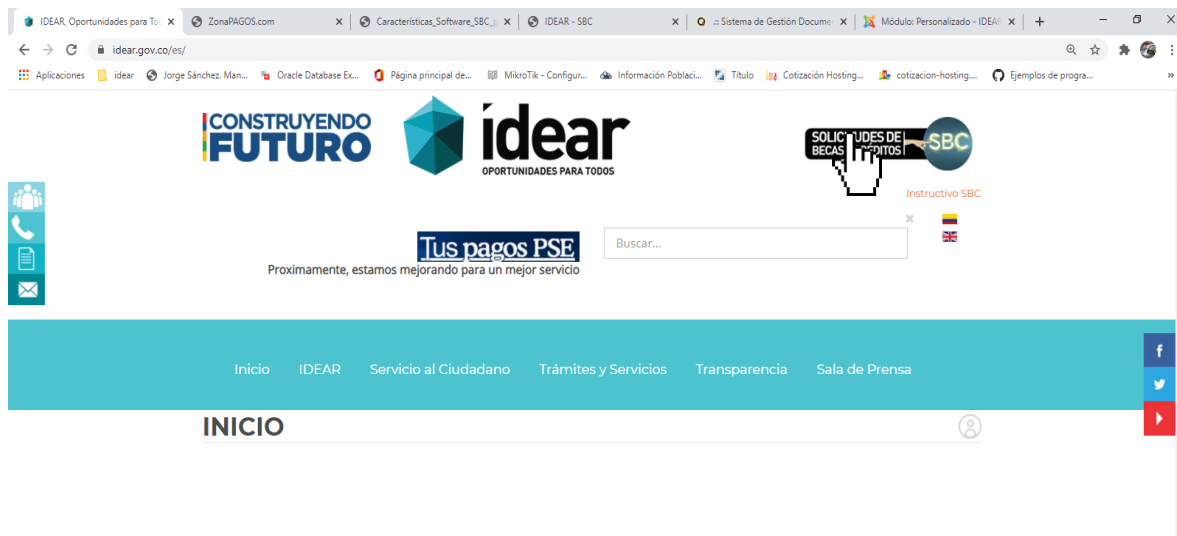 IDEAR, Oportunidades para To
ZonaPAGOS.com
Características_Software_SBC_p
IDEAR - SBC
.:: Sistema de Gestión Docume
Módulo: Personalizado - IDEAR
idear.gov.co/es/
Aplicaciones
idear
Jorge Sánchez. Man...
Oracle Database Ex...
Página principal de...
MikroTik - Configur...
Información Poblaci...
Título
Cotización Hosting...
cotizacion-hosting....
Ejemplos de progra...
»
CONSTRUYENDO
FUTURO
ídear
OPORTUNIDADES PARA TODOS
SOLICITUDES DE
BECAS CRÉDITOS
SBC
Instructivo SBC
Tus pagos PSE
Buscar...
Proximamente, estamos mejorando para un mejor servicio
Inicio IDEAR Servicio al Ciudadano Trámites y Servicios Transparencia Sala de Prensa
INICIO